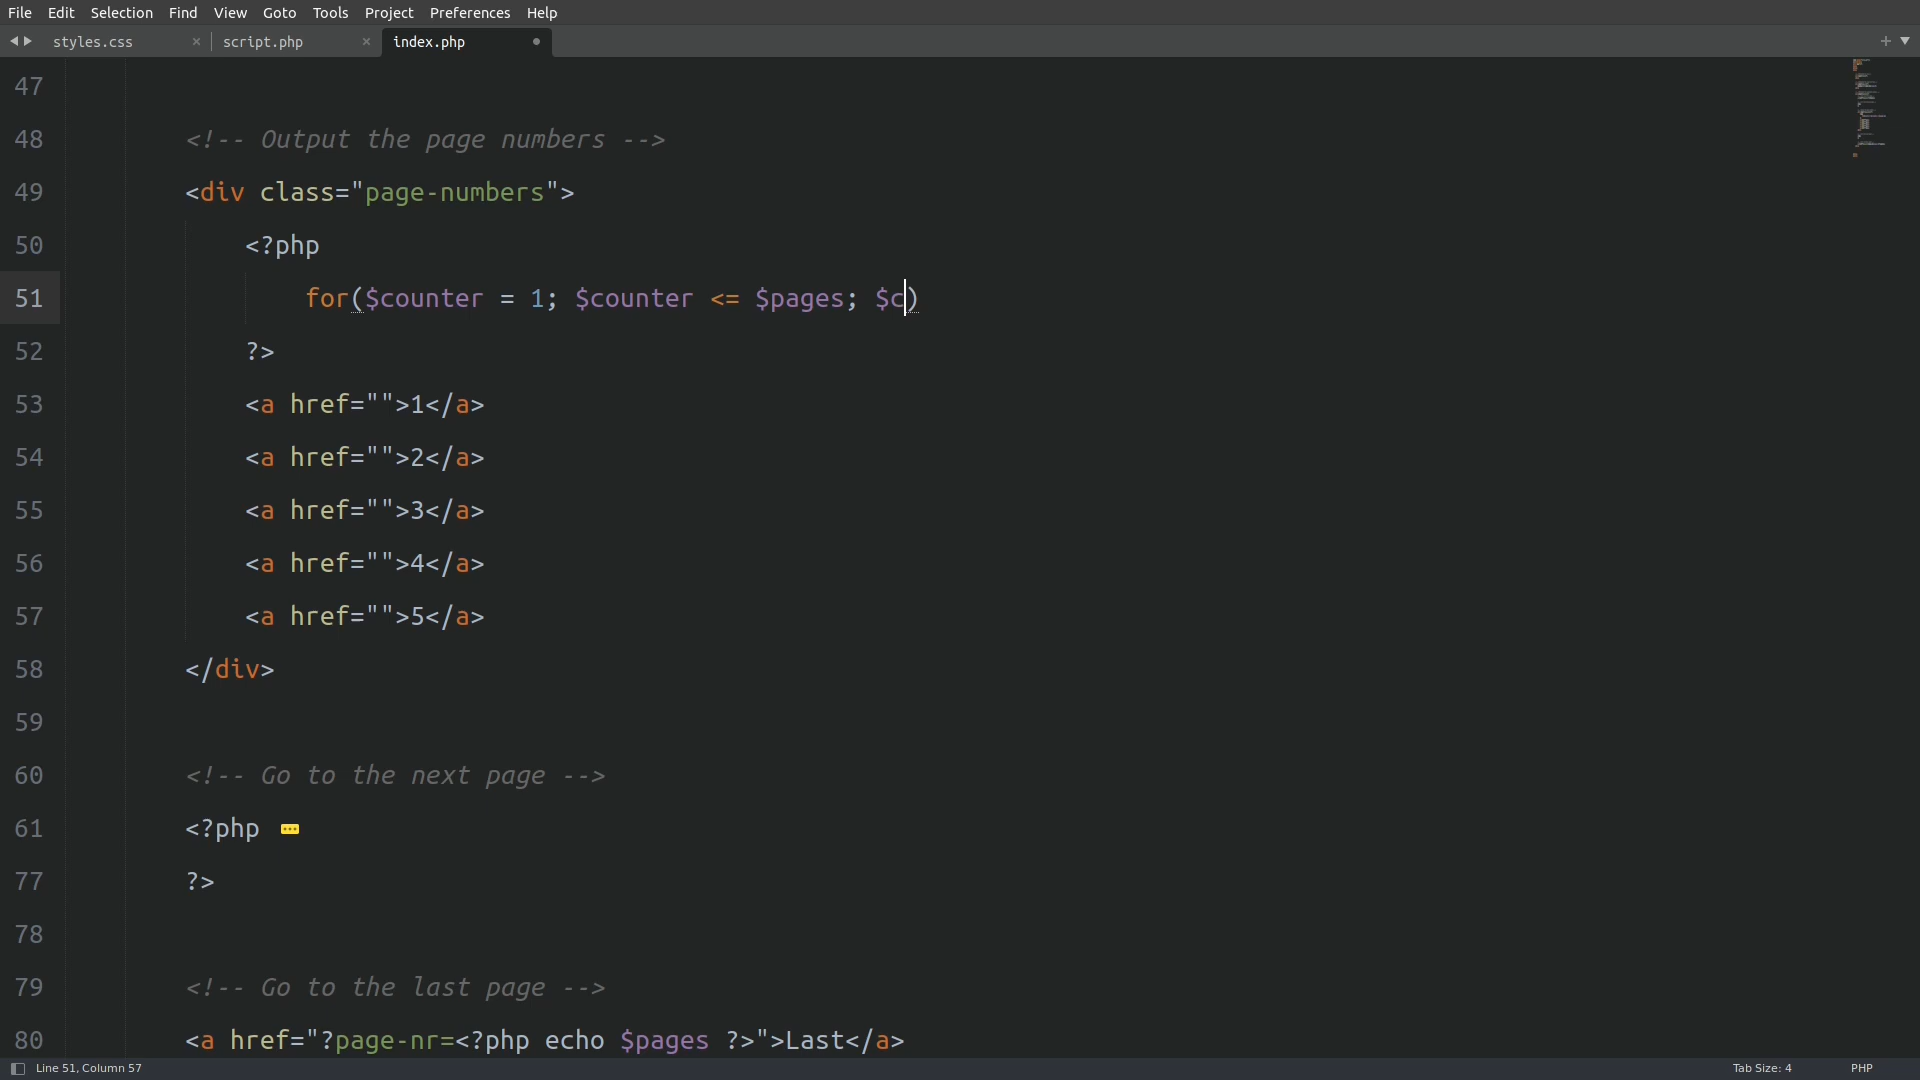 File Edit Selection Find View Goto Tools Project Preferences Help
styles.css × script.php × index.php
47
48 <!-- Output the page numbers -->
49 <div class="page-numbers">
50 <?php
51 for($counter = 1; $counter <= $pages; $c)
52 ?>
53 <a href="">1</a>
54 <a href="">2</a>
55 <a href="">3</a>
56 <a href="">4</a>
57 <a href="">5</a>
58 </div>
59
60 <!-- Go to the next page -->
61 <?php
77 ?>
78
79 <!-- Go to the last page -->
80 <a href="?page-nr=<?php echo $pages ?>">Last</a>
Line 51, Column 57 Tab Size: 4 PHP